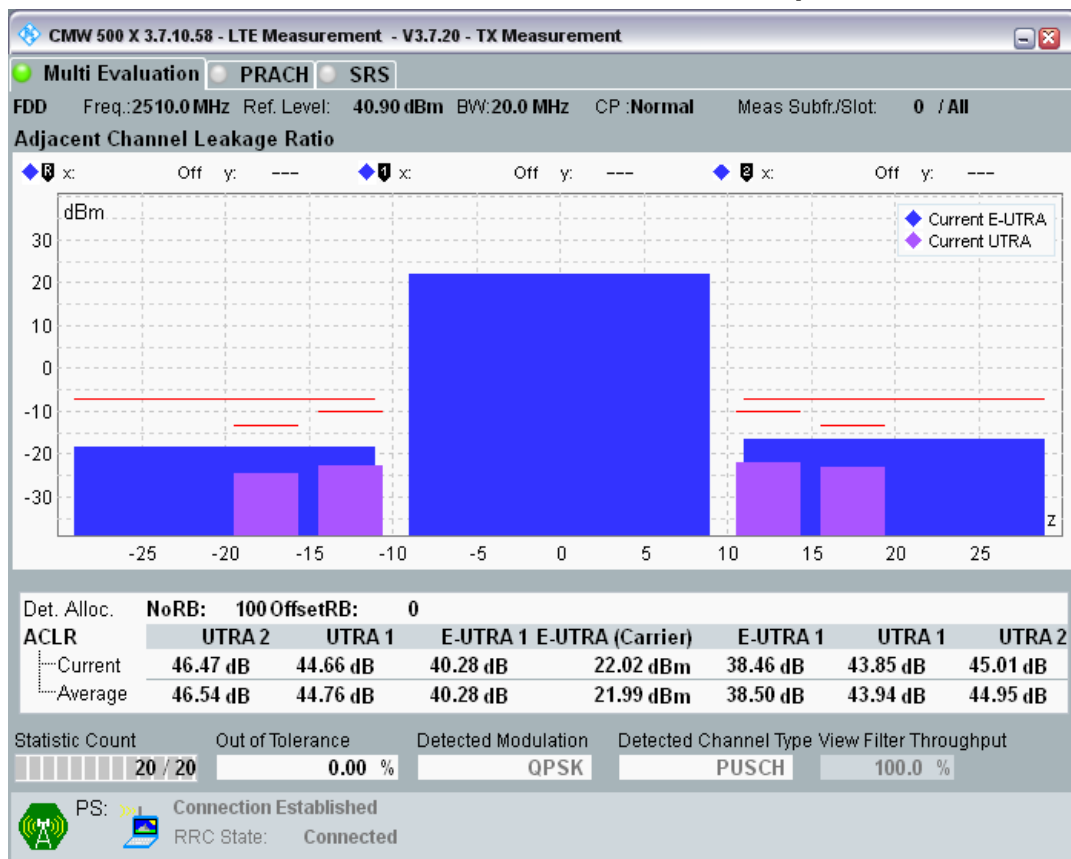 CMW 500 X 3.7.10.58 - LTE Measurement - V3.7.20 - TX Measurement
Multi Evaluation PRACH SRS
FDD Freq.:2510.0 MHz Ref. Level: 40.90 dBm BW:20.0 MHz CP :Normal Meas Subfr./Slot: 0 / All
Adjacent Channel Leakage Ratio
R x: Off y: --- 1 x: Off y: --- 2 x: Off y: ---
dBm
Current E-UTRA
Current UTRA
30
20
10
0
-10
-20
-30
z
-25 -20 -15 -10 -5 0 5 10 15 20 25
Det. Alloc. NoRB: 100 OffsetRB: 0
ACLR UTRA 2 UTRA 1 E-UTRA 1 E-UTRA (Carrier) E-UTRA 1 UTRA 1 UTRA 2
Current 46.47 dB 44.66 dB 40.28 dB 22.02 dBm 38.46 dB 43.85 dB 45.01 dB
Average 46.54 dB 44.76 dB 40.28 dB 21.99 dBm 38.50 dB 43.94 dB 44.95 dB
Statistic Count Out of Tolerance Detected Modulation Detected Channel Type View Filter Throughput
20 / 20 0.00 % QPSK PUSCH 100.0 %
PS: Connection Established
RRC State: Connected